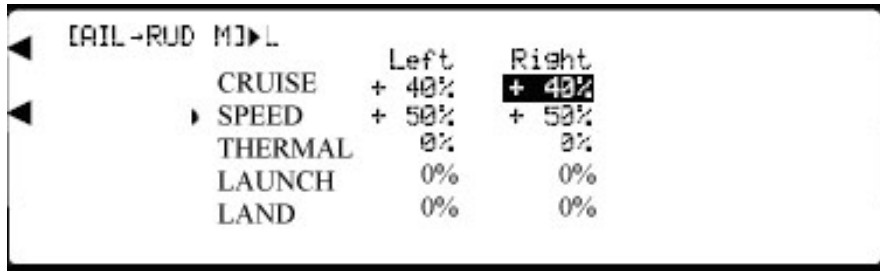 [AIL→RUD M]▶L
Left Right
CRUISE + 40% + 40%
SPEED + 50% + 50%
THERMAL 0% 0%
LAUNCH 0% 0%
LAND 0% 0%